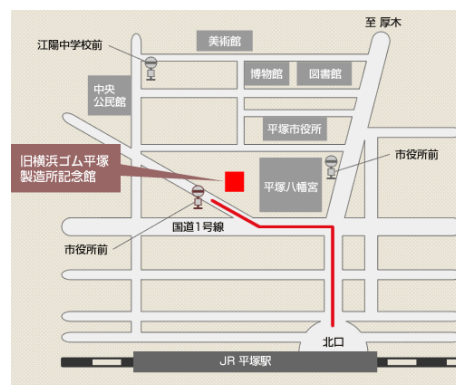 至 厚木
江陽中学校前
美術館
博物館
図書館
中央
公民館
平塚市役所
市役所前
旧横浜ゴム平塚
製造所記念館
平塚八幡宮
国道1号線
市役所前
北口
JR 平塚駅